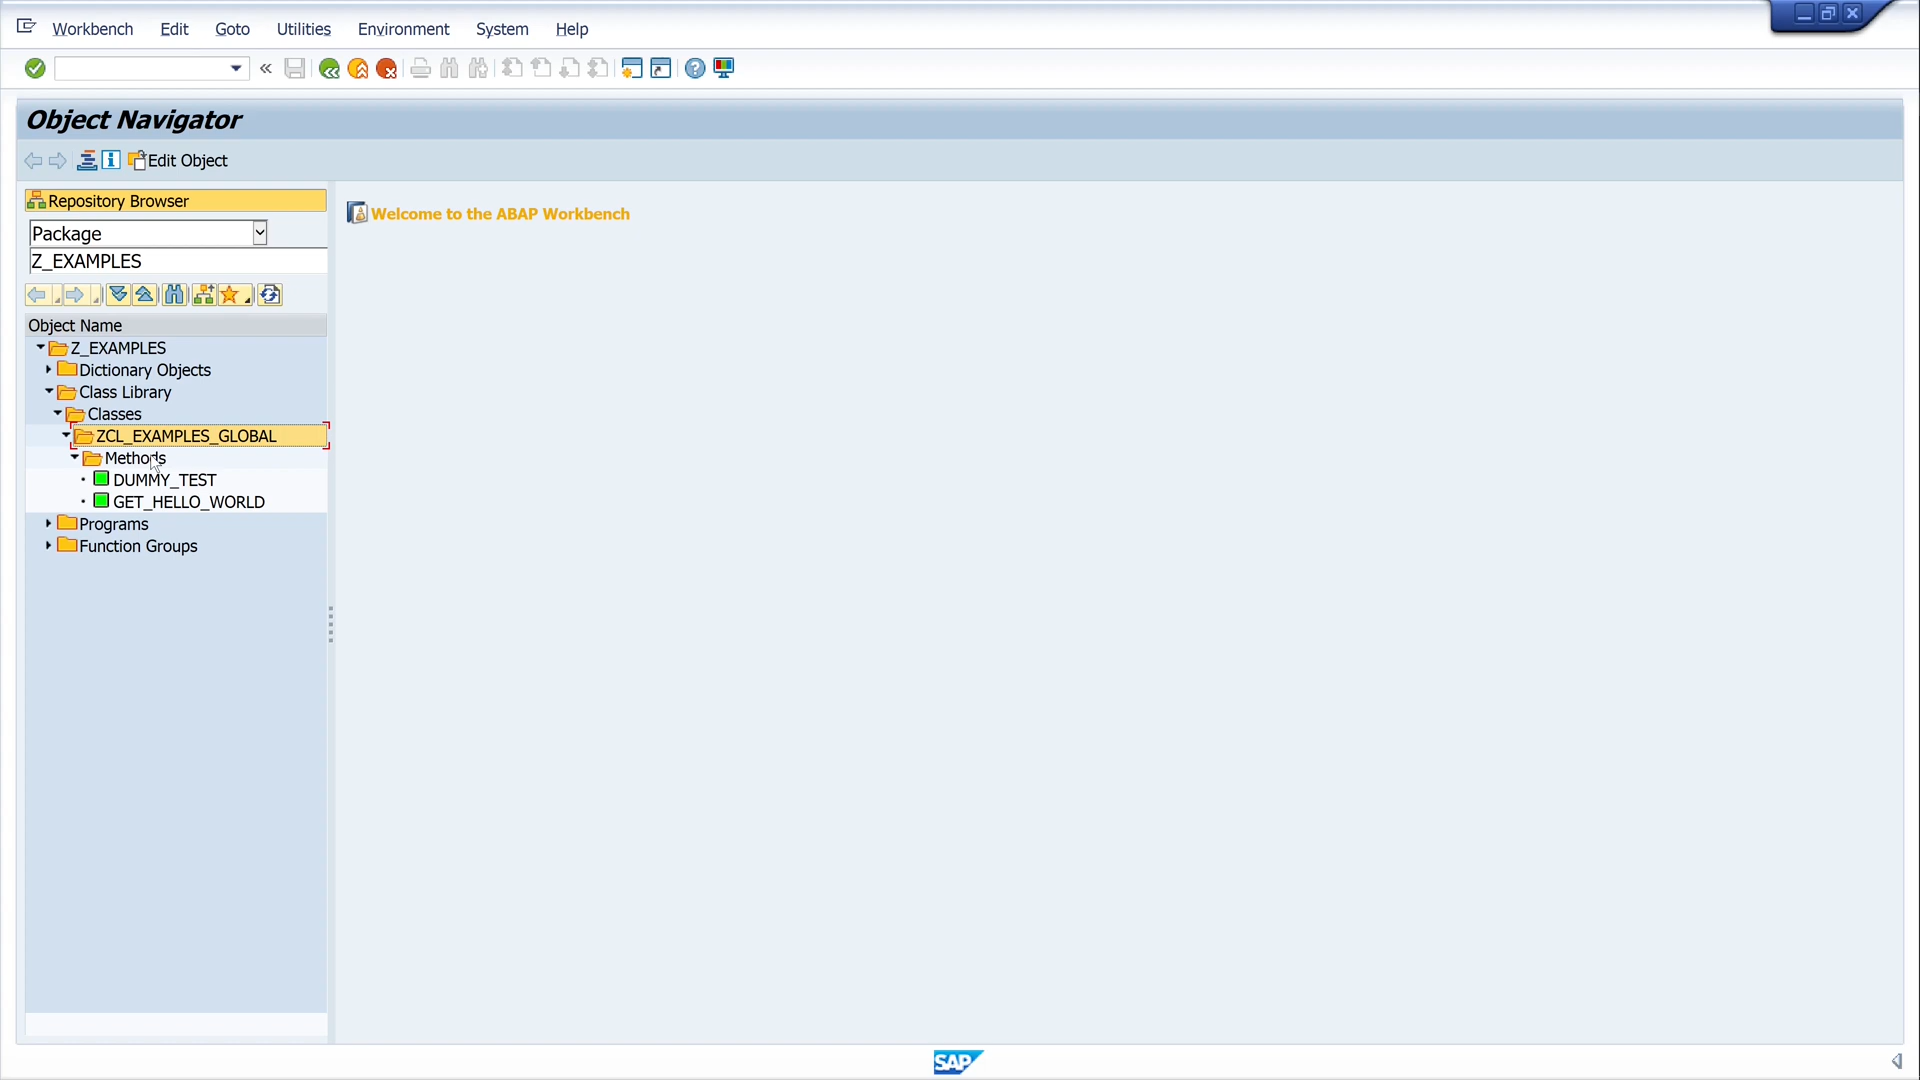 Workbench Edit Goto Utilities Environment System Help
Object Navigator
Edit Object
Repository Browser
Package
Z_EXAMPLES
Welcome to the ABAP Workbench
Object Name
Z_EXAMPLES
Dictionary Objects
Class Library
Classes
ZCL_EXAMPLES_GLOBAL
Methods
DUMMY_TEST
GET_HELLO_WORLD
Programs
Function Groups
SAP